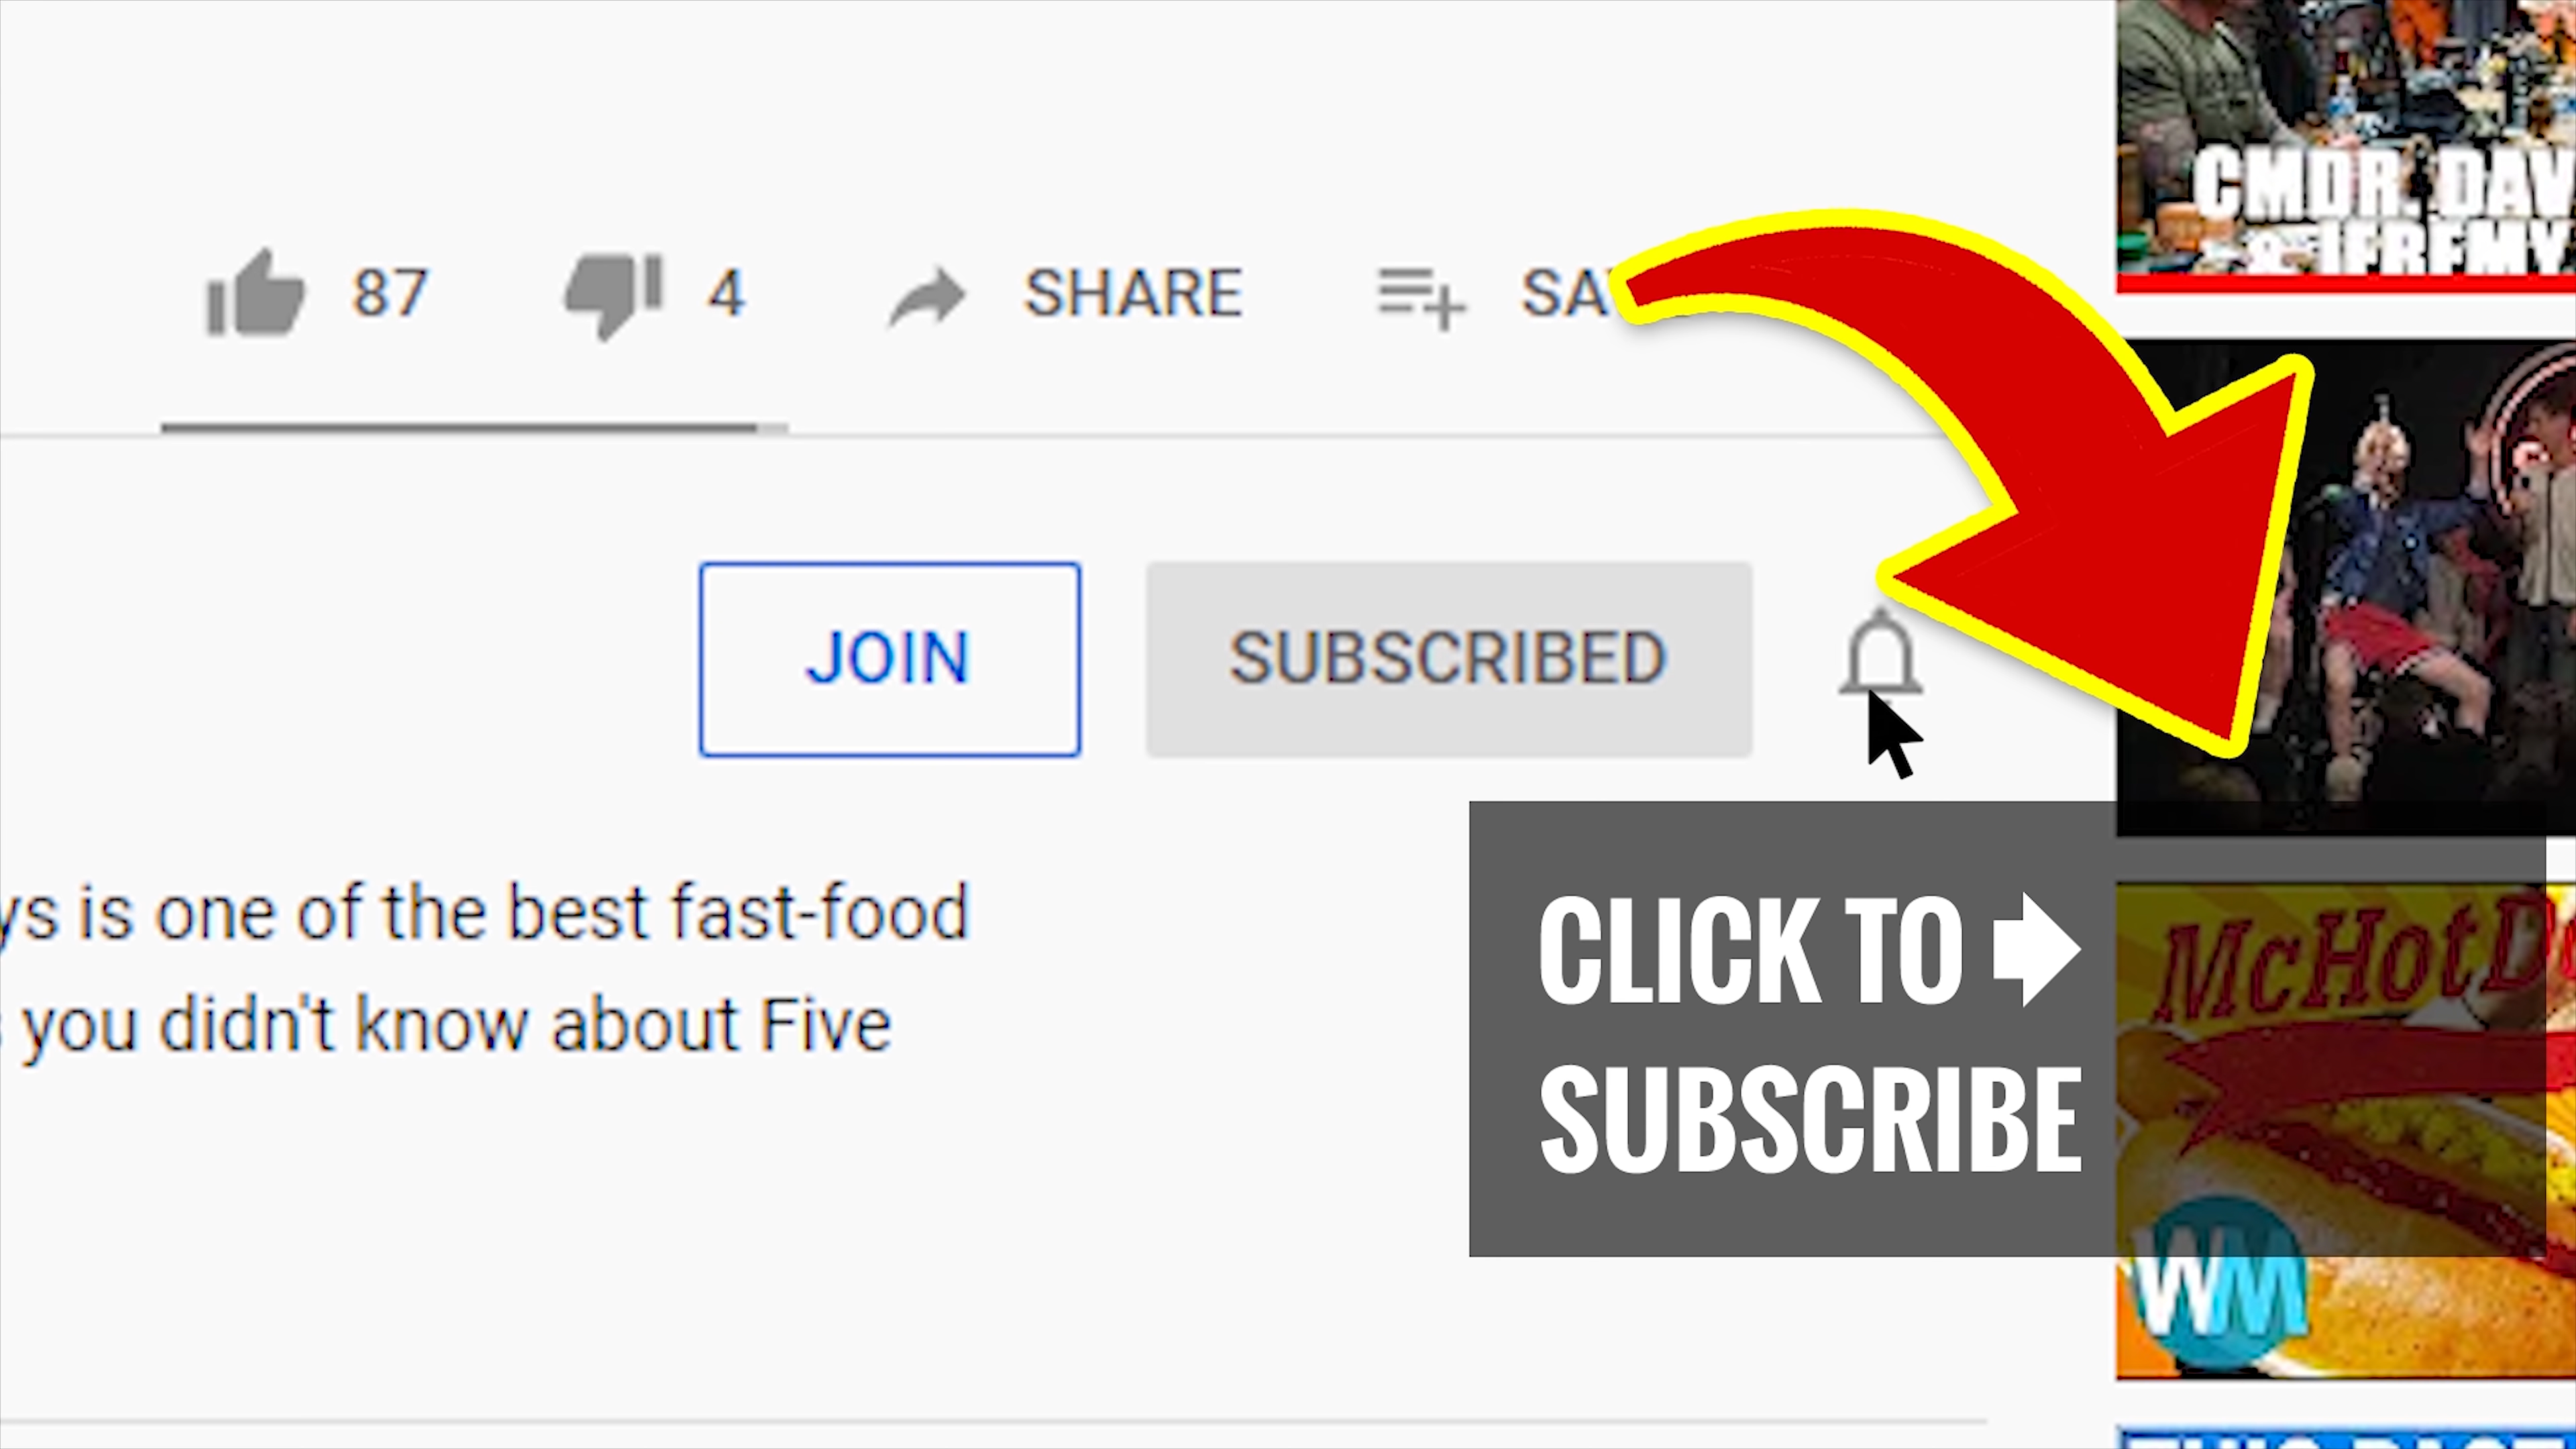 87 4 SHARE
JOIN SUBSCRIBED
ys is one of the best fast-food
you didn't know about Five
CLICK TO
SUBSCRIBE
CMDR. DAV
McHotD
WM